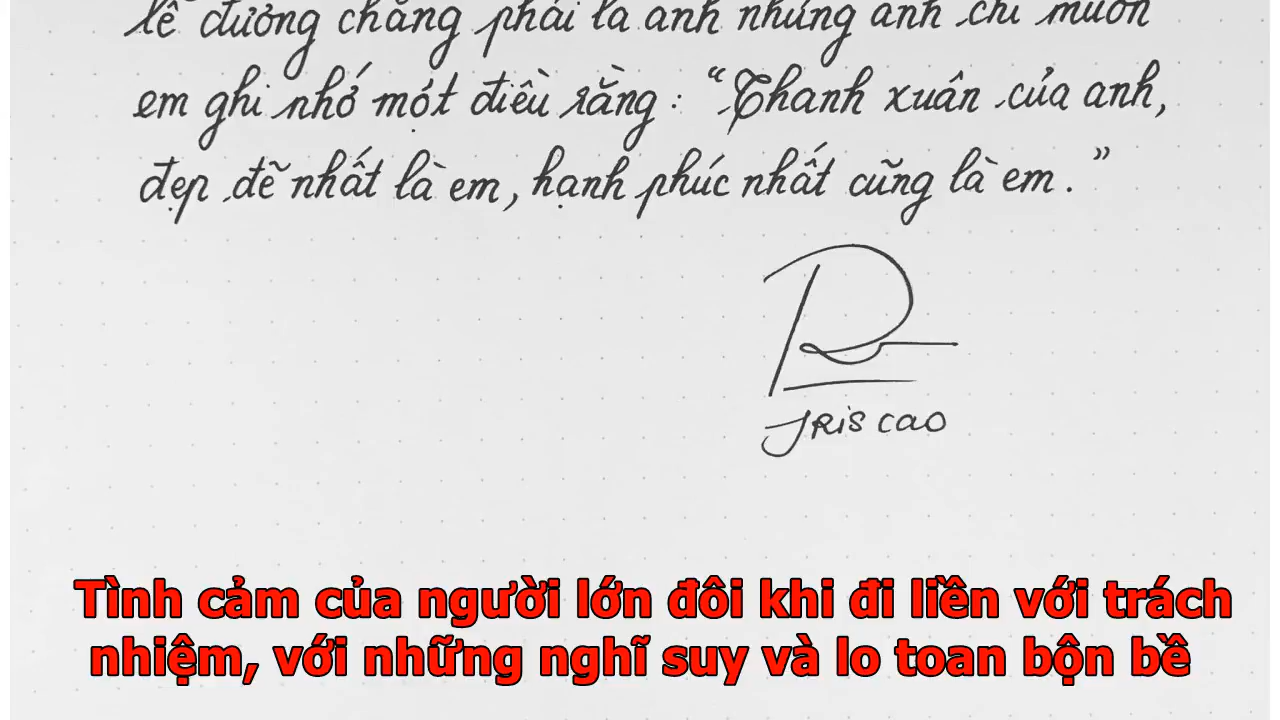 lễ đường chẳng phải là anh nhưng anh chỉ muốn
em ghi nhớ một điều rằng : “Thanh xuân của anh,
đẹp đẽ nhất là em, hạnh phúc nhất cũng là em.”
IRIS CAO
Tình cảm của người lớn đôi khi đi liền với trách
nhiệm, với những nghĩ suy và lo toan bộn bề